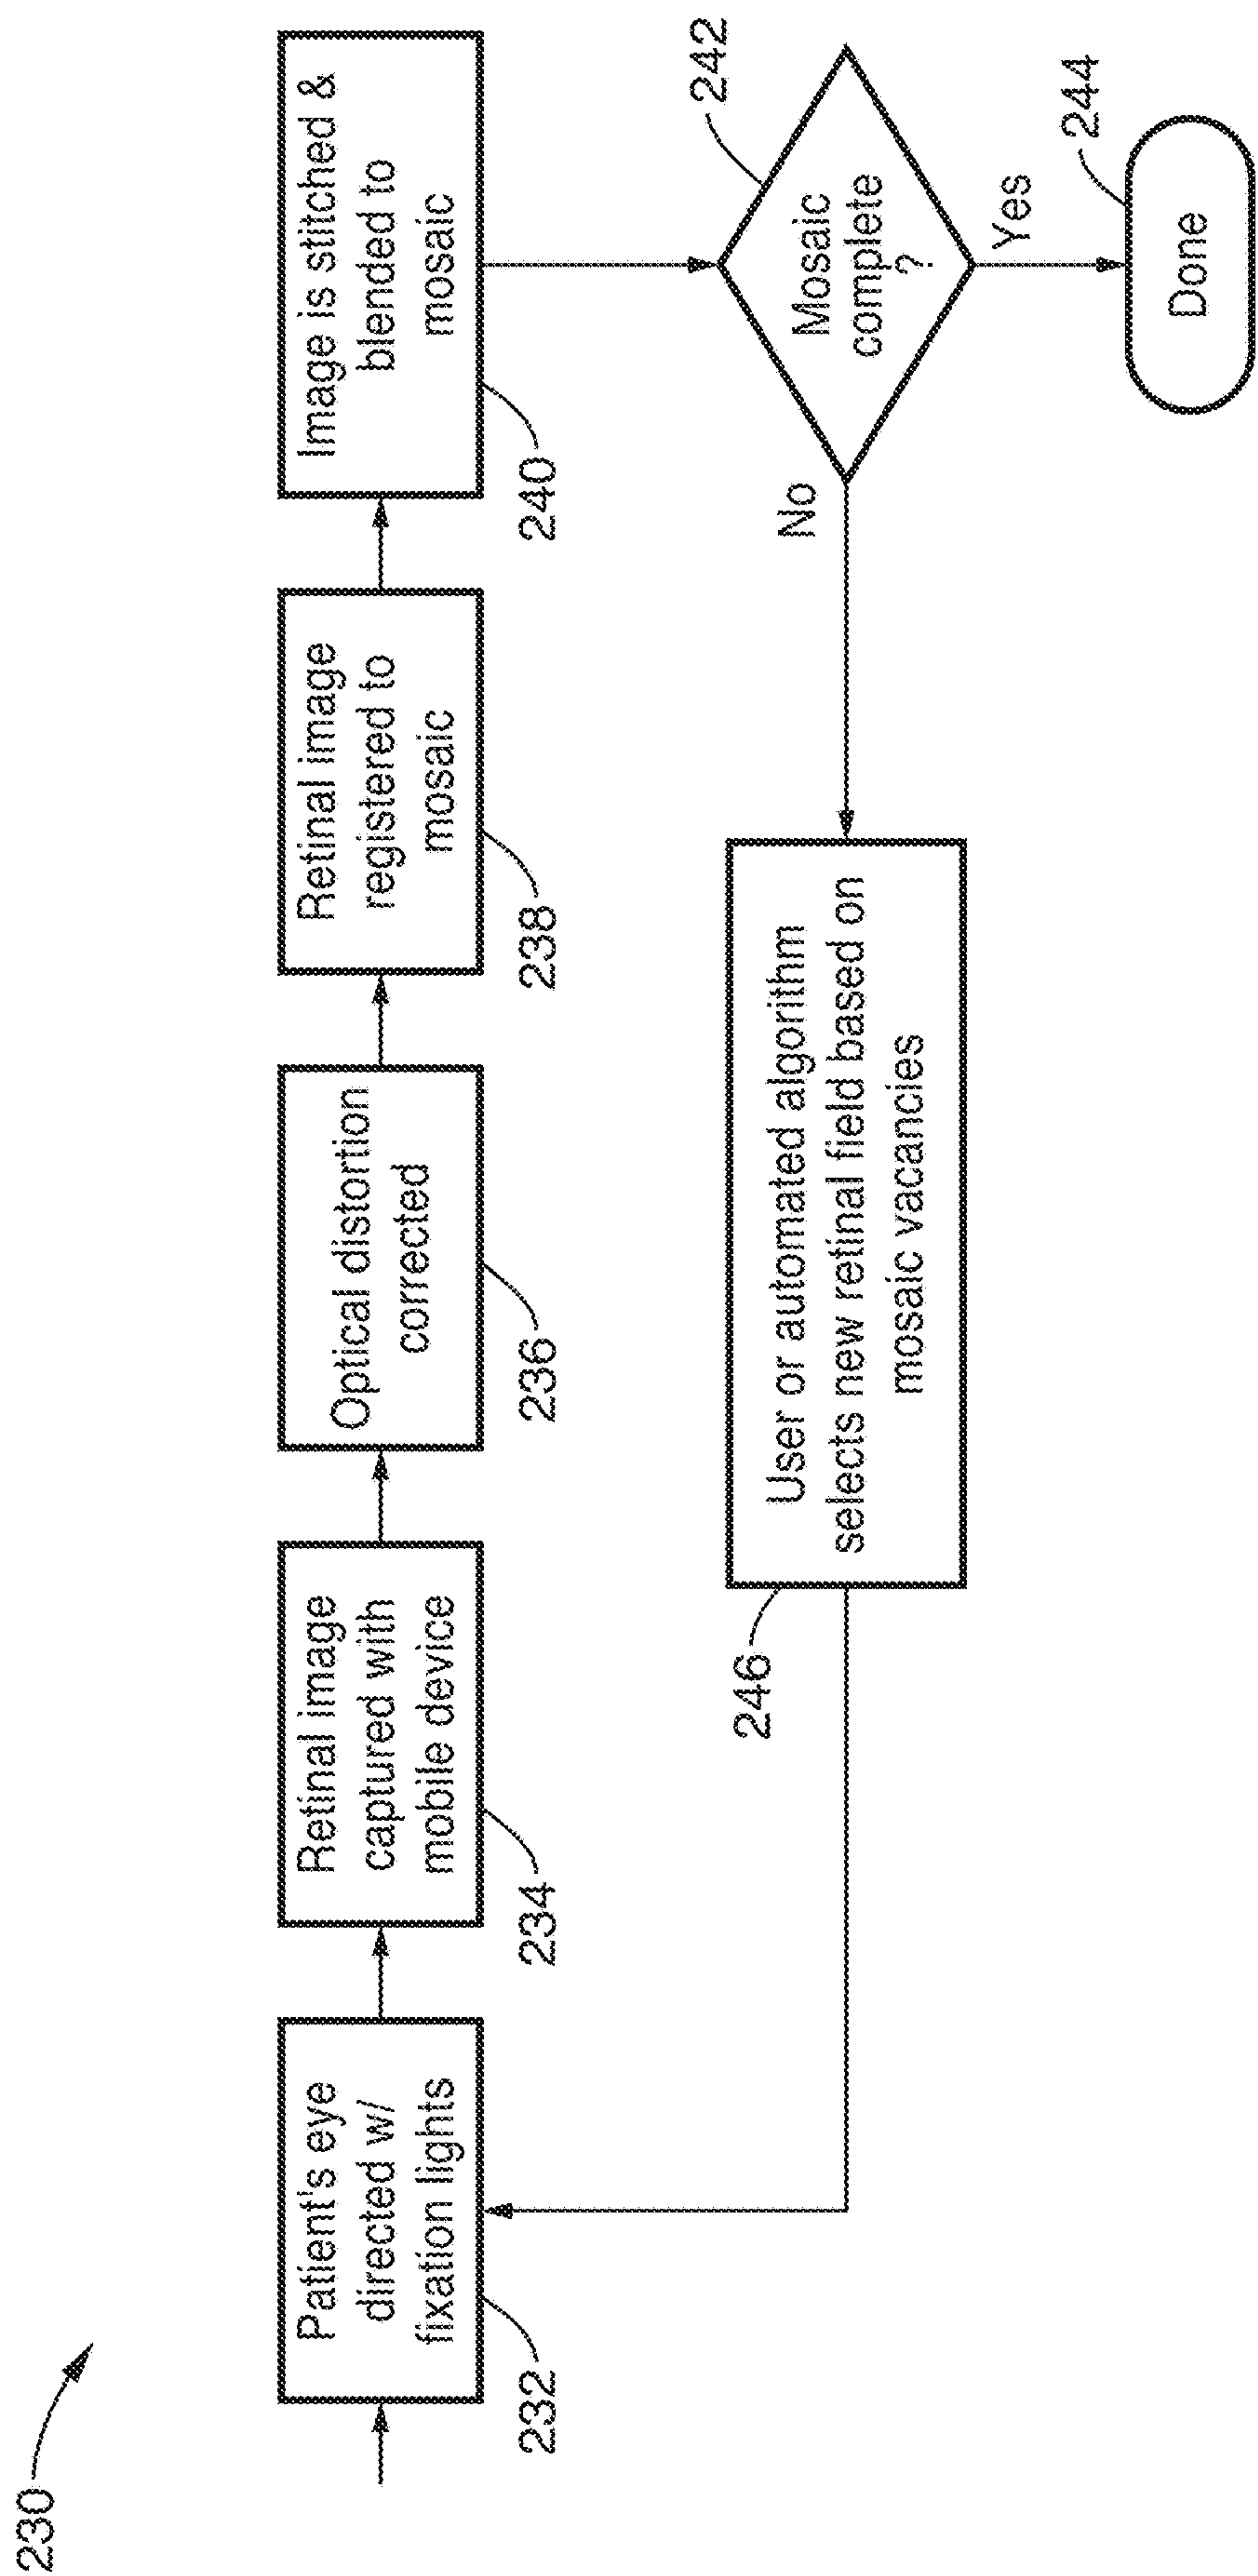 230
Patient's eye
directed w/
fixation lights
232
Retinal image
captured with
mobile device
234
Optical distortion
corrected
236
Retinal image
registered to
mosaic
238
Image is stitched &
blended to
mosaic
240
Mosaic
complete
?
242
Yes
Done
244
No
User or automated algorithm
selects new retinal field based on
mosaic vacancies
246